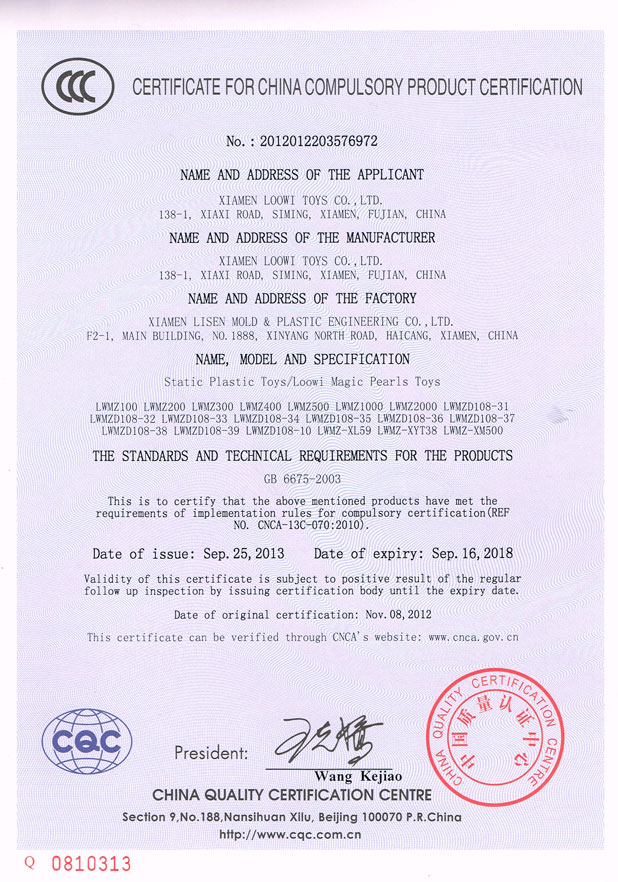 CCC
CERTIFICATE FOR CHINA COMPULSORY PRODUCT CERTIFICATION
No.: 2012012203576972
NAME AND ADDRESS OF THE APPLICANT
XIAMEN LOOWI TOYS CO.,LTD.
138-1, XIAXI ROAD, SIMING, XIAMEN, FUJIAN, CHINA
NAME AND ADDRESS OF THE MANUFACTURER
XIAMEN LOOWI TOYS CO.,LTD.
138-1, XIAXI ROAD, SIMING, XIAMEN, FUJIAN, CHINA
NAME AND ADDRESS OF THE FACTORY
XIAMEN LISEN MOLD & PLASTIC ENGINEERING CO.,LTD.
F2-1, MAIN BUILDING, NO.1888, XINYANG NORTH ROAD, HAICANG, XIAMEN, CHINA
NAME, MODEL AND SPECIFICATION
Static Plastic Toys/Loowi Magic Pearls Toys
LWMZ100 LWMZ200 LWMZ300 LWMZ400 LWMZ500 LWMZ1000 LWMZ2000 LWMZD108-31
LWMZD108-32 LWMZD108-33 LWMZD108-34 LWMZD108-35 LWMZD108-36 LWMZD108-37
LWMZD108-38 LWMZD108-39 LWMZD108-10 LWMZ-XL59 LWMZ-XYT38 LWMZ-XM500
THE STANDARDS AND TECHNICAL REQUIREMENTS FOR THE PRODUCTS
GB 6675-2003
This is to certify that the above mentioned products have met the
requirements of implementation rules for compulsory certification(REF
NO. CNCA-13C-070:2010).
Date of issue: Sep.25,2013 Date of expiry: Sep.16,2018
Validity of this certificate is subject to positive result of the regular
follow up inspection by issuing certification body until the expiry date.
Date of original certification: Nov.08,2012
This certificate can be verified through CNCA's website: www.cnca.gov.cn
CQC
President:
Wang Kejiao
CHINA QUALITY CERTIFICATION CENTRE
中国质量认证中心
CHINA QUALITY CERTIFICATION CENTRE
Section 9,No.188,Nansihuan Xilu, Beijing 100070 P.R.China
http://www.cqc.com.cn
Q 0810313